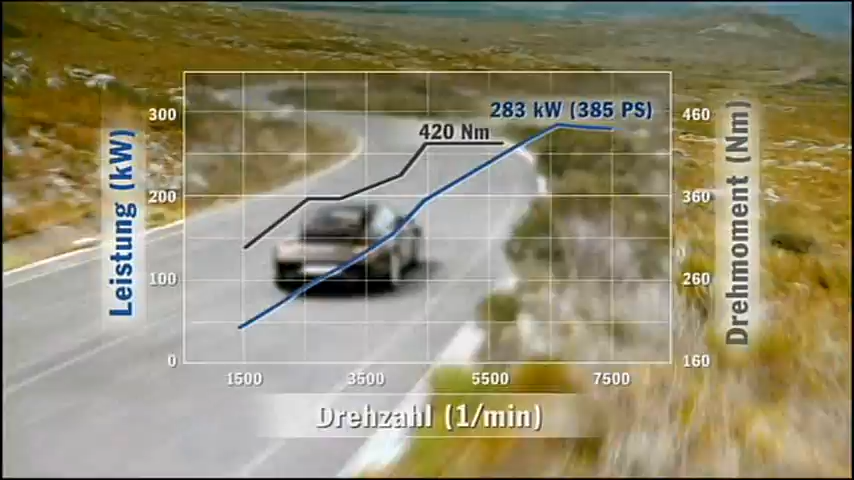 283 kW (385 PS)
420 Nm
Leistung (kW)
300
200
100
0
460
360
260
160
Drehmoment (Nm)
1500 3500 5500 7500
Drehzahl (1/min)